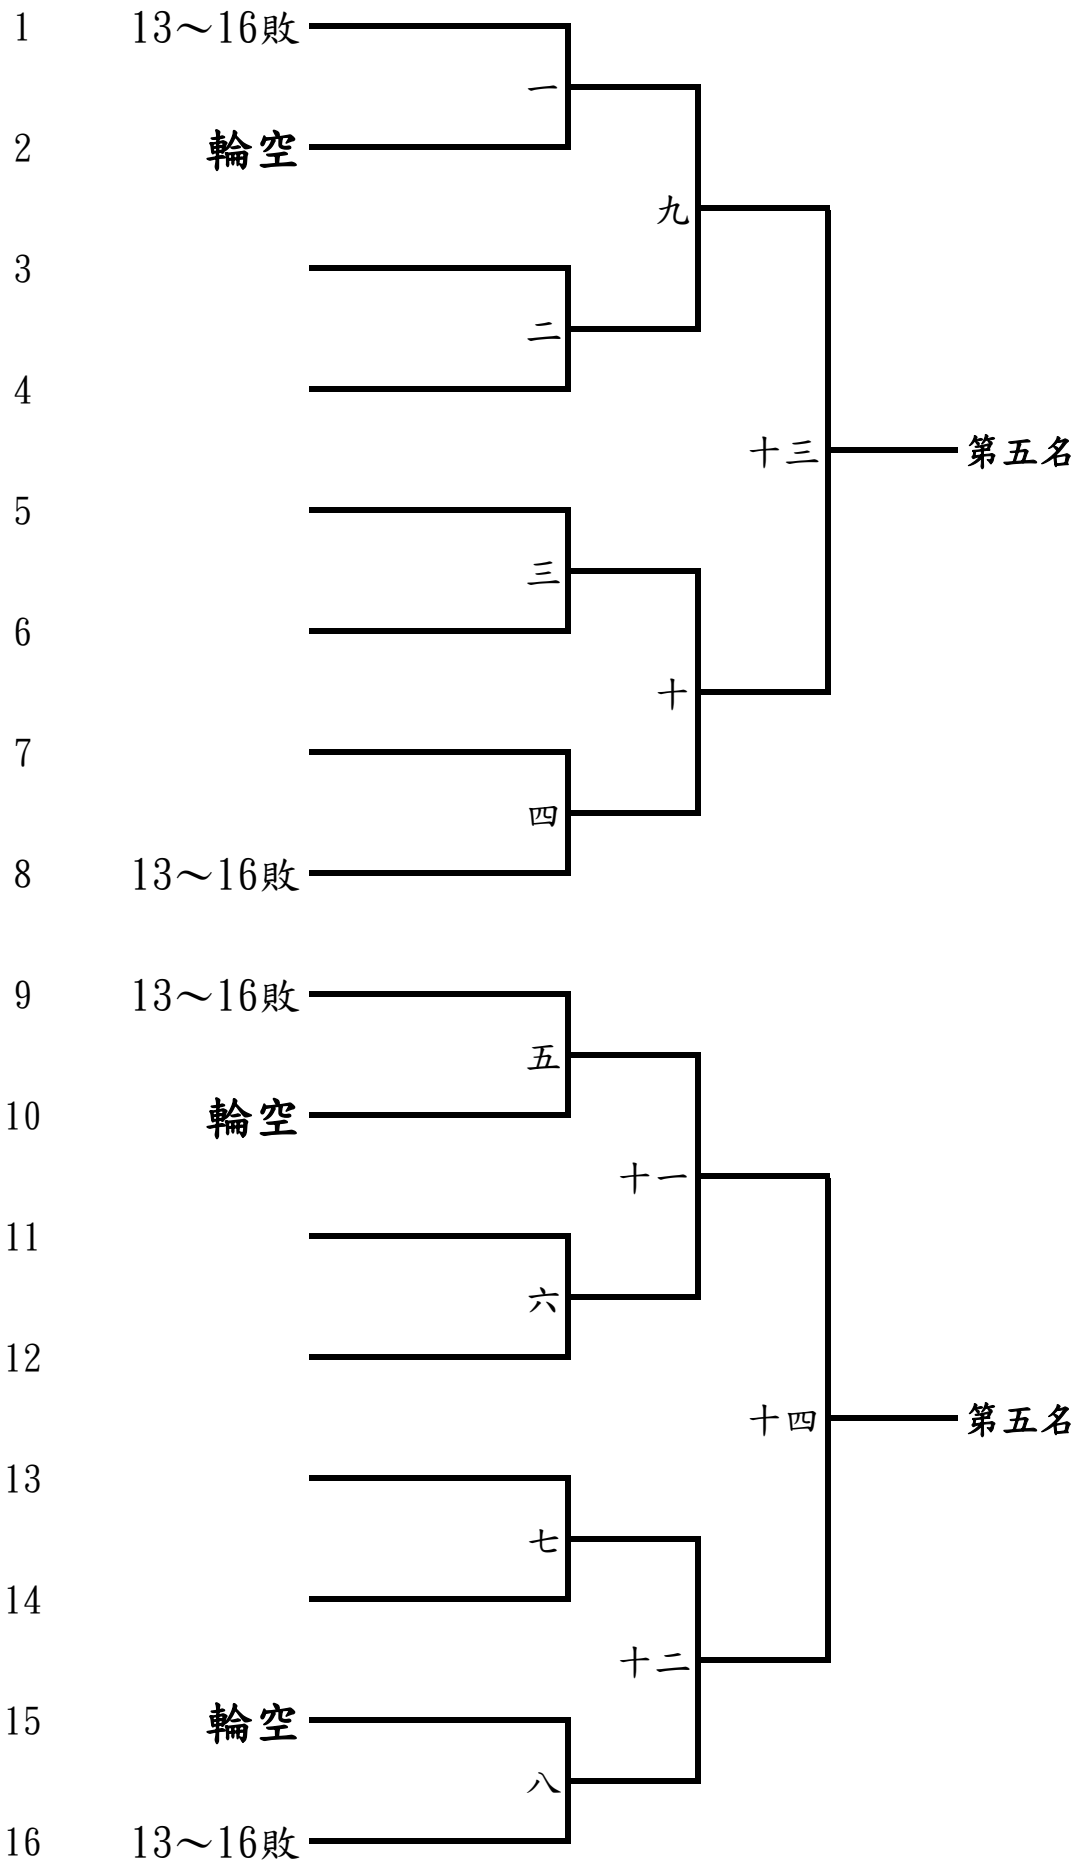 1 13～16敗
一
2 輪空
九
3
二
4
十三 第五名
5
三
6
十
7
四
8 13～16敗
9 13～16敗
五
10 輪空
十一
11
六
12
十四 第五名
13
七
14
十二
15 輪空
八
16 13～16敗